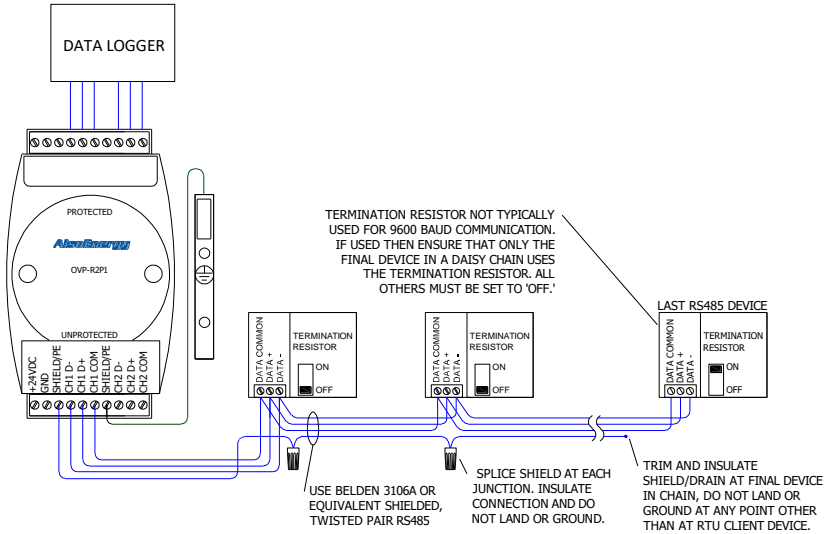 DATA LOGGER
PROTECTED
AlsoEnergy
OVP-R2P1
UNPROTECTED
+24VDC
GND
SHIELD/PE
CH1 D-
CH1 D+
CH1 COM
SHIELD/PE
CH2 D-
CH2 D+
CH2 COM
TERMINATION RESISTOR NOT TYPICALLY
USED FOR 9600 BAUD COMMUNICATION.
IF USED THEN ENSURE THAT ONLY THE
FINAL DEVICE IN A DAISY CHAIN USES
THE TERMINATION RESISTOR. ALL
OTHERS MUST BE SET TO 'OFF.'
DATA COMMON
DATA +
DATA -
TERMINATION
RESISTOR
ON
OFF
DATA COMMON
DATA +
DATA -
TERMINATION
RESISTOR
ON
OFF
LAST RS485 DEVICE
DATA COMMON
DATA +
DATA -
TERMINATION
RESISTOR
ON
OFF
USE BELDEN 3106A OR
EQUIVALENT SHIELDED,
TWISTED PAIR RS485
SPLICE SHIELD AT EACH
JUNCTION. INSULATE
CONNECTION AND DO
NOT LAND OR GROUND.
TRIM AND INSULATE
SHIELD/DRAIN AT FINAL DEVICE
IN CHAIN, DO NOT LAND OR
GROUND AT ANY POINT OTHER
THAN AT RTU CLIENT DEVICE.